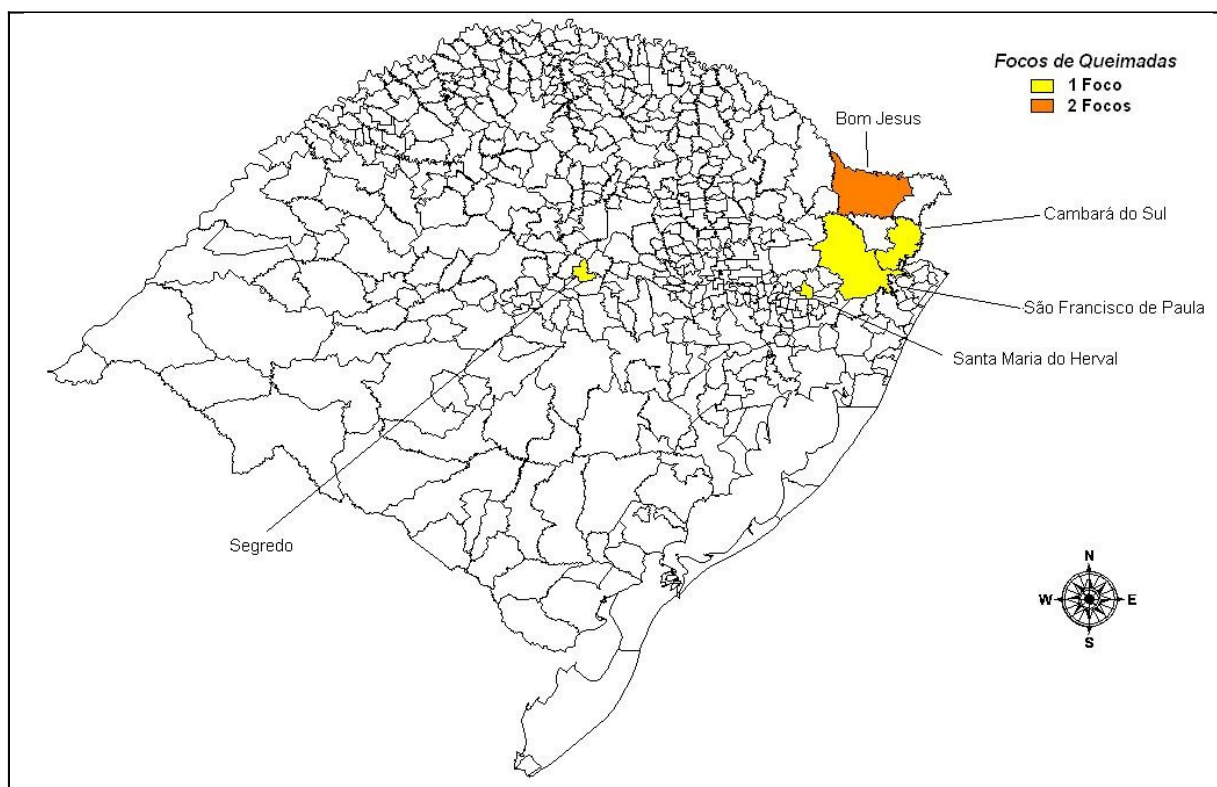 Focos de Queimadas
1 Foco
2 Focos
Bom Jesus
Cambará do Sul
São Francisco de Paula
Santa Maria do Herval
Segredo
N
W
E
S